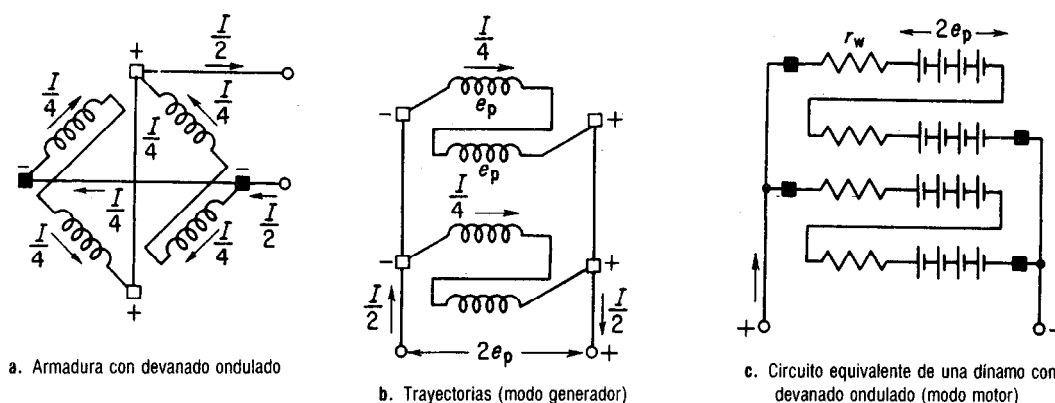 I/2
+
I/4
I/4
I/4
–
–
I/4
I/2
I/4
I/4
+
a. Armadura con devanado ondulado
I/4
e_p
–
+
e_p
I/4
–
+
I/2
I/2
2e_p
+
b. Trayectorias (modo generador)
r_w
2e_p
+
–
c. Circuito equivalente de una dínamo con
devanado ondulado (modo motor)